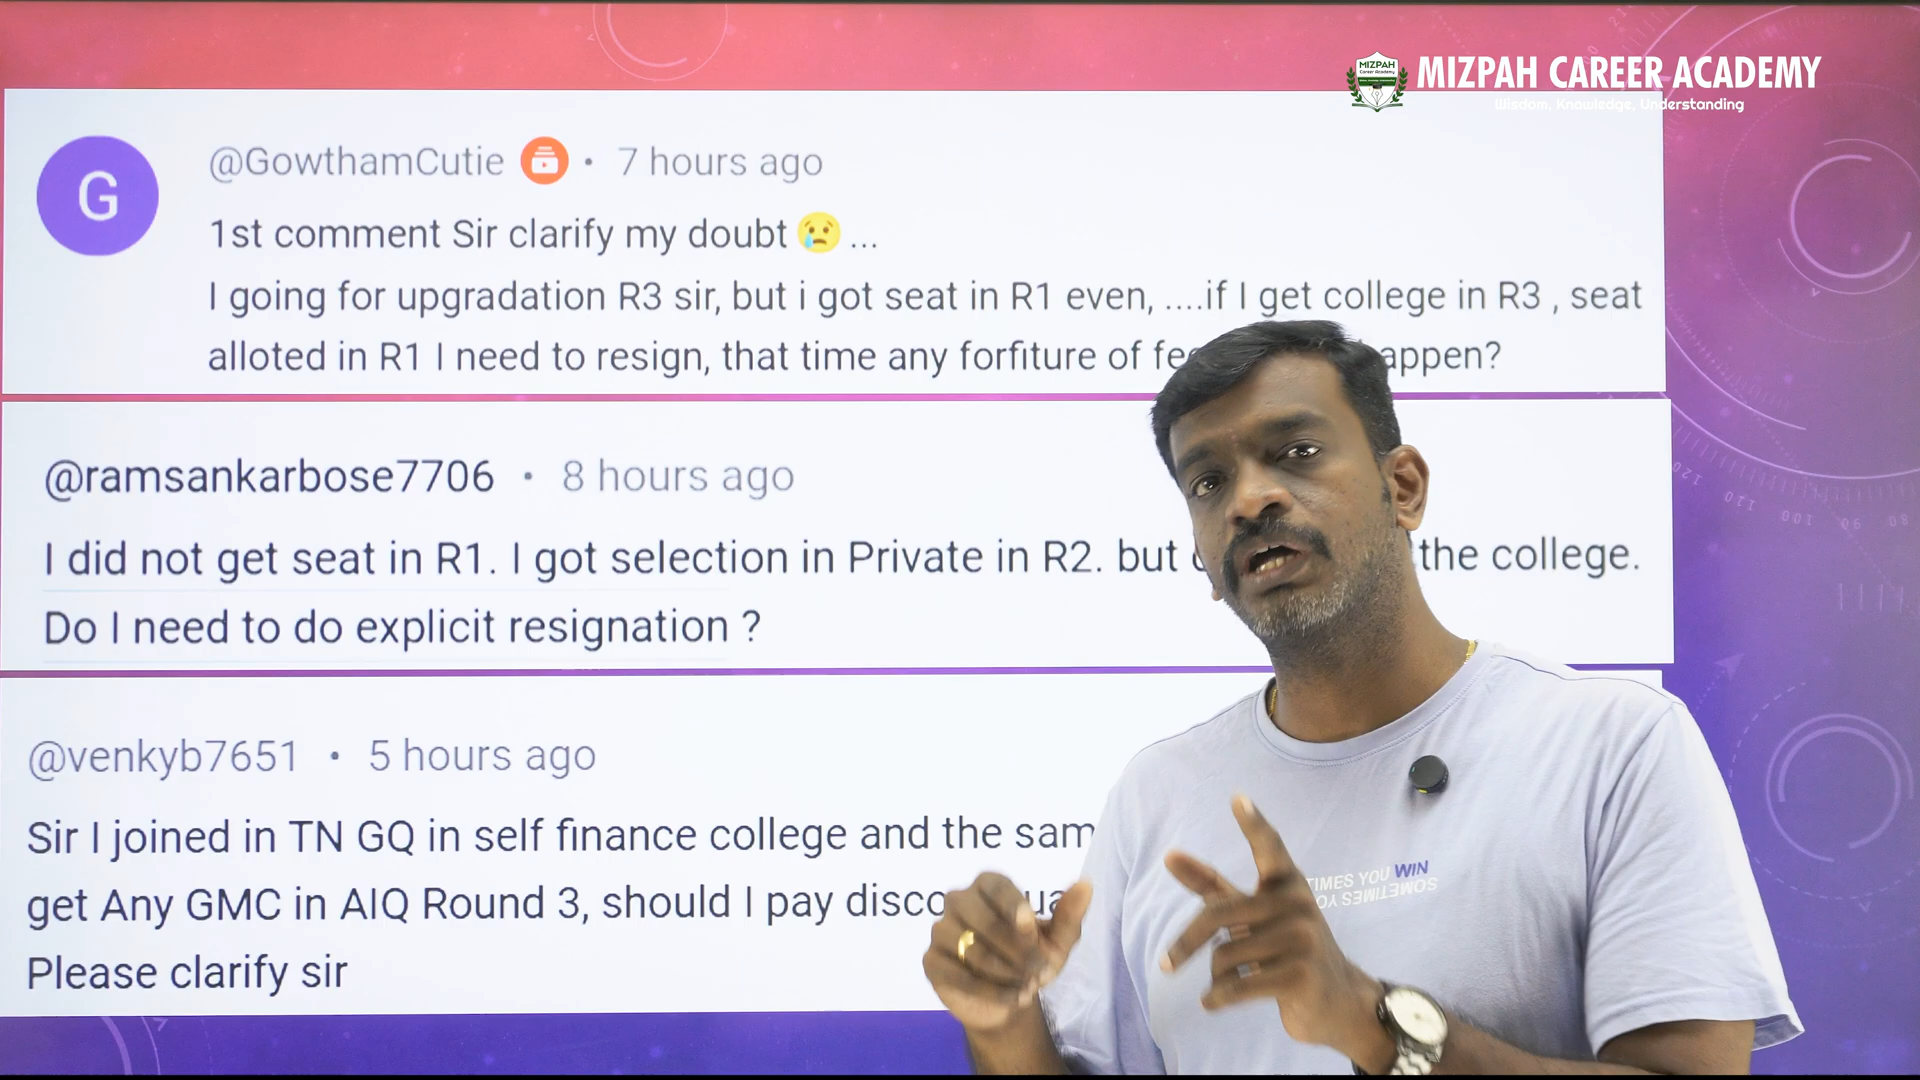 MIZPAH CAREER ACADEMY
Wisdom, Knowledge, Understanding
MIZPAH
Career Academy
G
@GowthamCutie • 7 hours ago
1st comment Sir clarify my doubt 😢 ...
I going for upgradation R3 sir, but i got seat in R1 even, ....if I get college in R3 , seat
alloted in R1 I need to resign, that time any forfiture of appen?
@ramsankarbose7706 • 8 hours ago
I did not get seat in R1. I got selection in Private in R2. but the college.
Do I need to do explicit resignation ?
@venkyb7651 • 5 hours ago
Sir I joined in TN GQ in self finance college and the sam
get Any GMC in AIQ Round 3, should I pay disco
Please clarify sir
TIMES YOU WIN
SOMETIMES YO